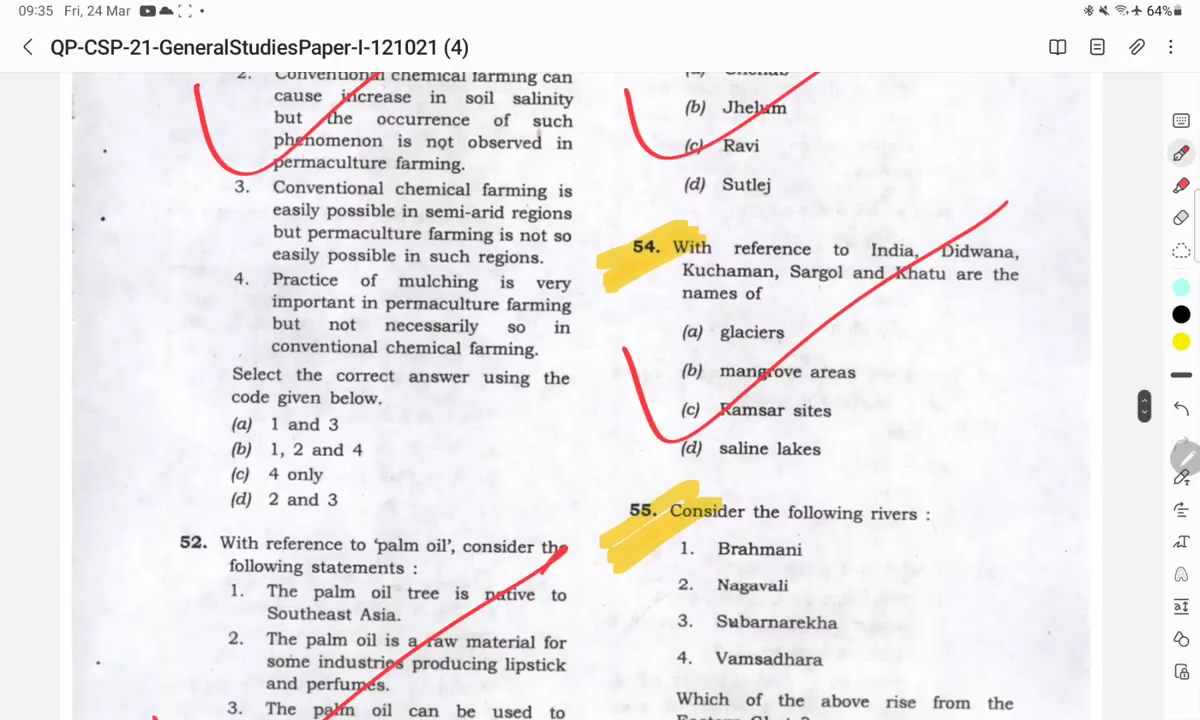 09:35 Fri, 24 Mar
64%
QP-CSP-21-GeneralStudiesPaper-I-121021 (4)
2. Conventional chemical farming can
cause increase in soil salinity
but the occurrence of such
phenomenon is not observed in
permaculture farming.
3. Conventional chemical farming is
easily possible in semi-arid regions
but permaculture farming is not so
easily possible in such regions.
4. Practice of mulching is very
important in permaculture farming
but not necessarily so in
conventional chemical farming.
Select the correct answer using the
code given below.
(a) 1 and 3
(b) 1, 2 and 4
(c) 4 only
(d) 2 and 3
52. With reference to 'palm oil', consider the
following statements :
1. The palm oil tree is native to
Southeast Asia.
2. The palm oil is a raw material for
some industries producing lipstick
and perfumes.
3. The palm oil can be used to
(b) Jhelum
(c) Ravi
(d) Sutlej
54. With reference to India, Didwana,
Kuchaman, Sargol and Khatu are the
names of
(a) glaciers
(b) mangrove areas
(c) Ramsar sites
(d) saline lakes
55. Consider the following rivers :
1. Brahmani
2. Nagavali
3. Subarnarekha
4. Vamsadhara
Which of the above rise from the